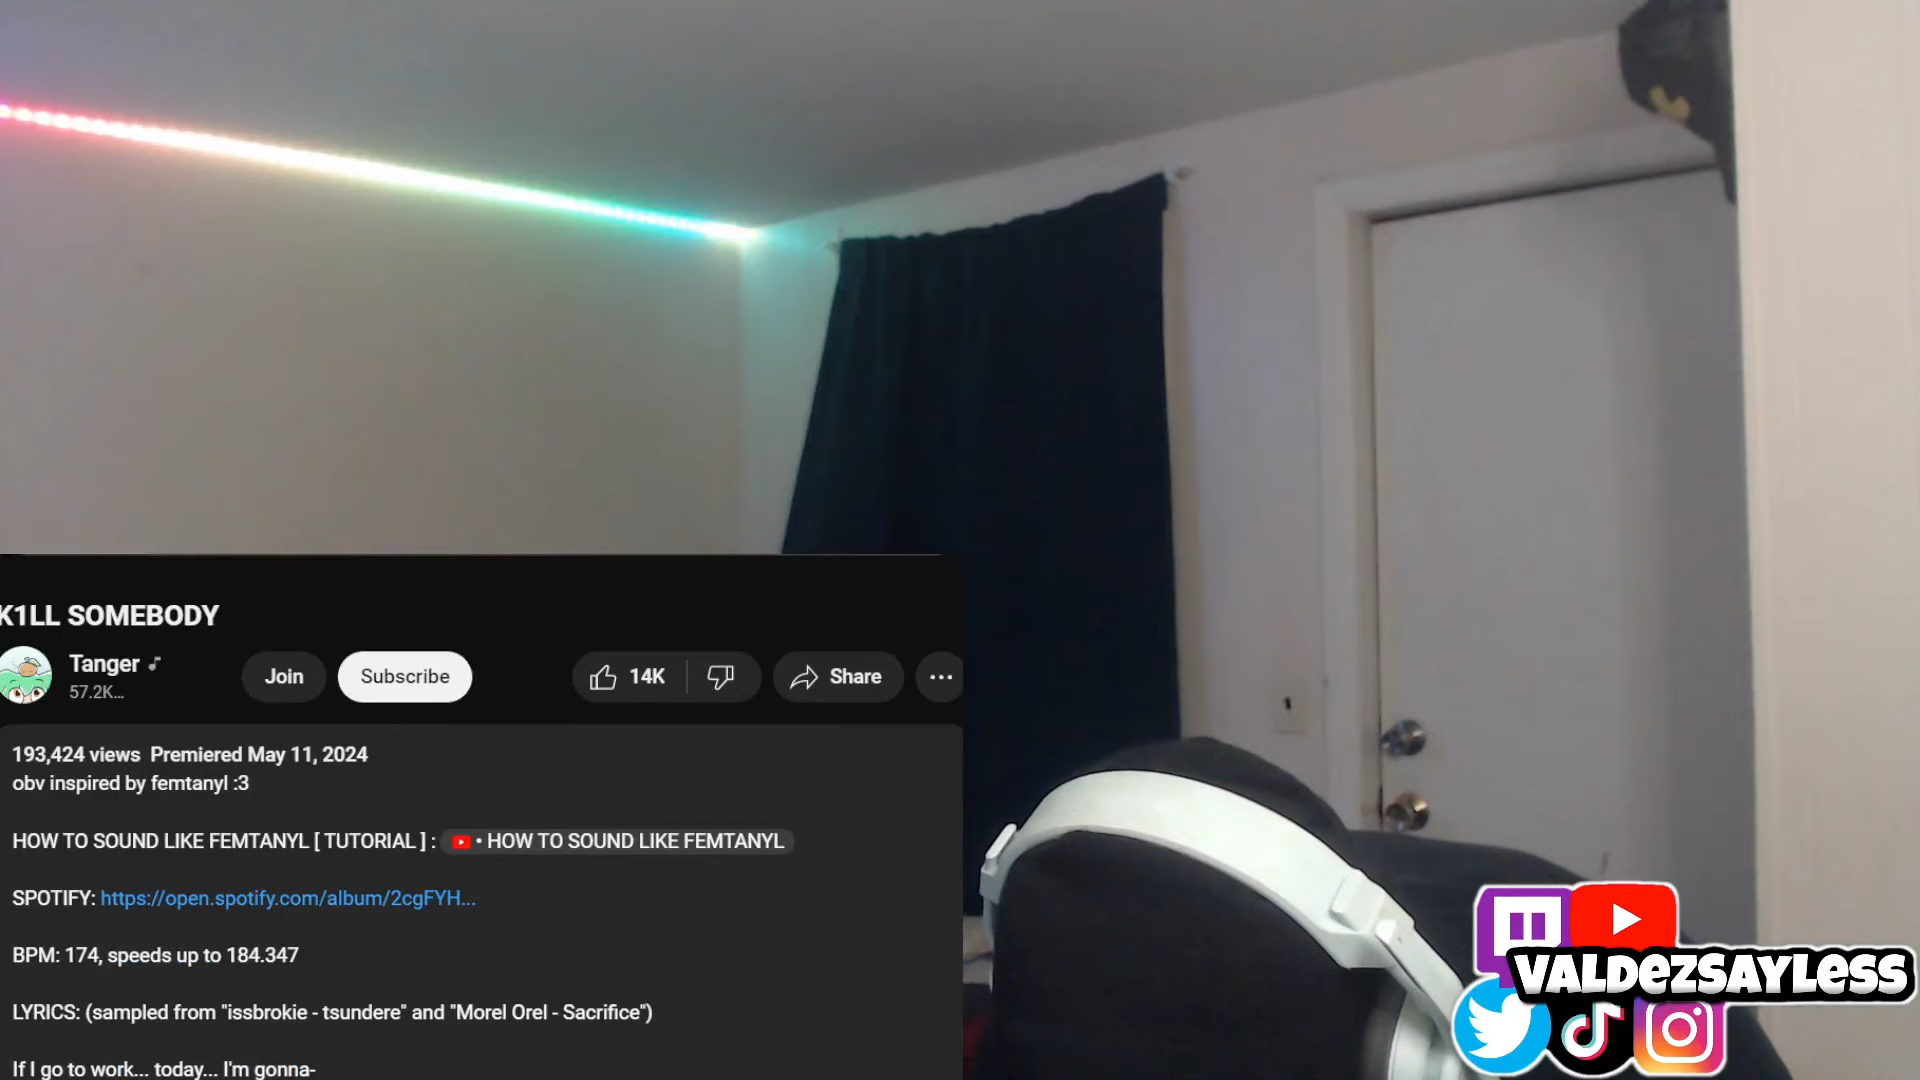 K1LL SOMEBODY
Tanger
57.2K...
Join
Subscribe
14K
Share
193,424 views Premiered May 11, 2024
obv inspired by femtanyl :3
HOW TO SOUND LIKE FEMTANYL [ TUTORIAL ] : • HOW TO SOUND LIKE FEMTANYL
SPOTIFY: https://open.spotify.com/album/2cgFYH...
BPM: 174, speeds up to 184.347
LYRICS: (sampled from "issbrokie - tsundere" and "Morel Orel - Sacrifice")
If I go to work... today... I'm gonna-
VALDEZSAYLESS